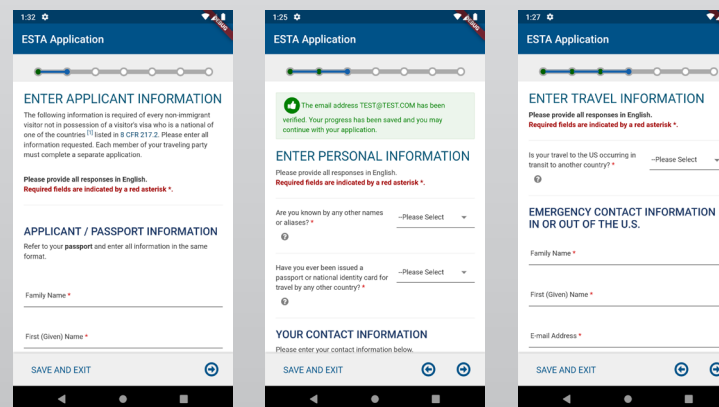 1:32
DEBUG
ESTA Application
ENTER APPLICANT INFORMATION
The following information is required of every non-immigrant
visitor not in possession of a visitor's visa who is a national of
one of the countries [1] listed in 8 CFR 217.2. Please enter all
information requested. Each member of your traveling party
must complete a separate application.
Please provide all responses in English.
Required fields are indicated by a red asterisk *.
APPLICANT / PASSPORT INFORMATION
Refer to your passport and enter all information in the same
format.
Family Name *
First (Given) Name *
SAVE AND EXIT
1:25
DEBUG
ESTA Application
The email address TEST@TEST.COM has been
verified. Your progress has been saved and you may
continue with your application.
ENTER PERSONAL INFORMATION
Please provide all responses in English.
Required fields are indicated by a red asterisk *.
Are you known by any other names
or aliases? *
--Please Select
Have you ever been issued a
passport or national identity card for
travel by any other country? *
--Please Select
YOUR CONTACT INFORMATION
Please enter your contact information below.
SAVE AND EXIT
1:27
ESTA Application
ENTER TRAVEL INFORMATION
Please provide all responses in English.
Required fields are indicated by a red asterisk *.
Is your travel to the US occurring in
transit to another country? *
--Please Select
EMERGENCY CONTACT INFORMATION
IN OR OUT OF THE U.S.
Family Name *
First (Given) Name *
E-mail Address *
SAVE AND EXIT